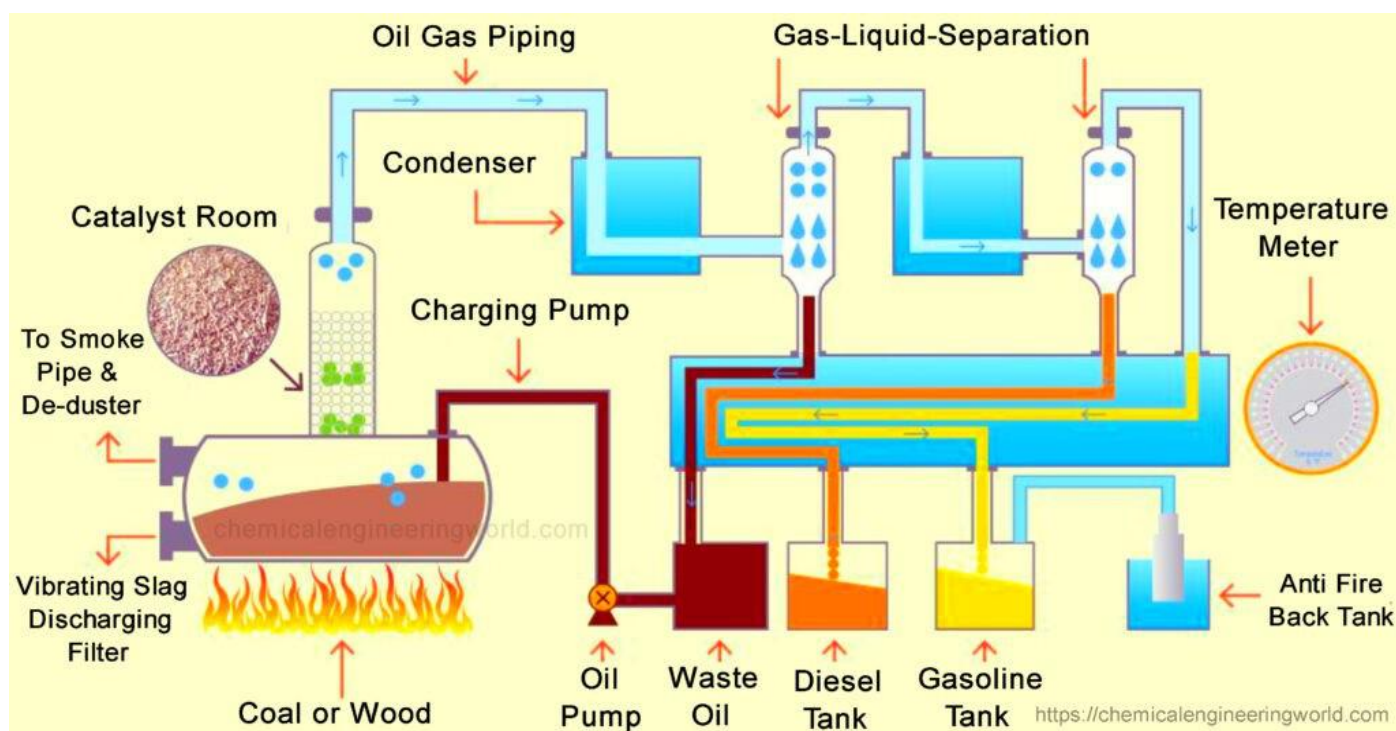 Oil Gas Piping
Gas-Liquid-Separation
Condenser
Catalyst Room
Temperature
Meter
Charging Pump
To Smoke
Pipe &
De-duster
chemicalengineeringworld.com
Vibrating Slag
Discharging
Filter
Coal or Wood
Oil
Pump
Waste
Oil
Diesel
Tank
Gasoline
Tank
Anti Fire
Back Tank
https://chemicalengineeringworld.com